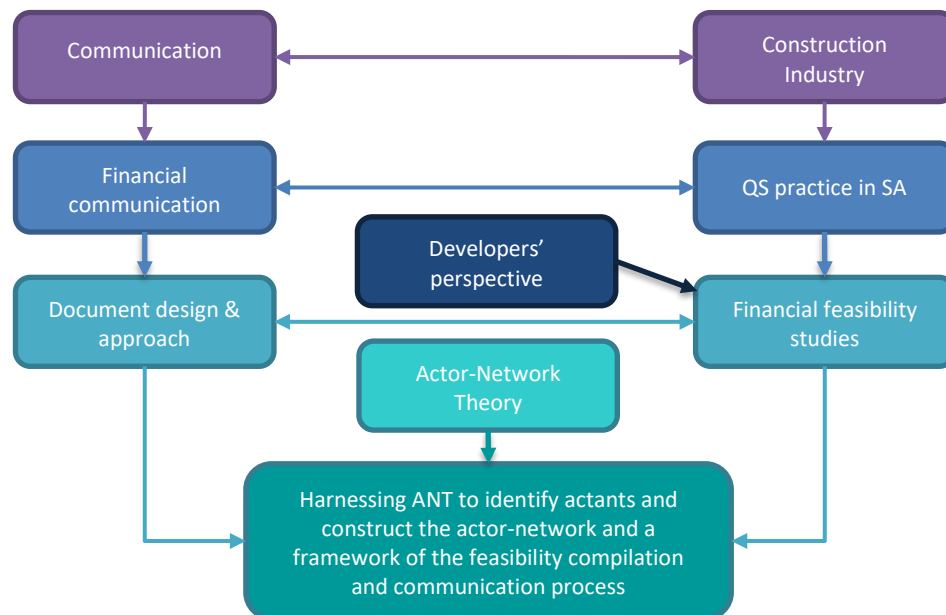 Communication
Construction
Industry
Financial
communication
QS practice in SA
Developers’
perspective
Document design &
approach
Financial feasibility
studies
Actor-Network
Theory
Harnessing ANT to identify actants and
construct the actor-network and a
framework of the feasibility compilation
and communication process